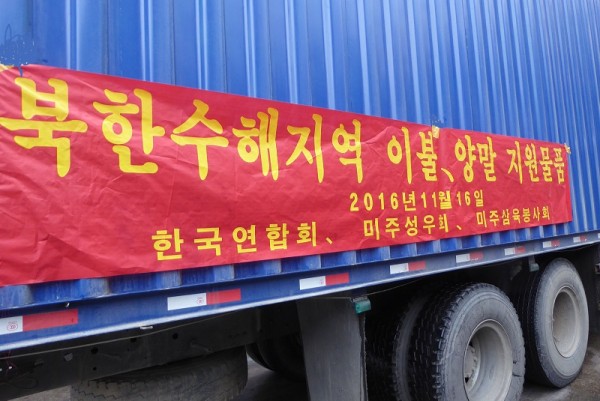 북한수해지역 이불、양말 지원물품
2016년11월16일
한국연합회、미주성우회、미주삼육봉사회